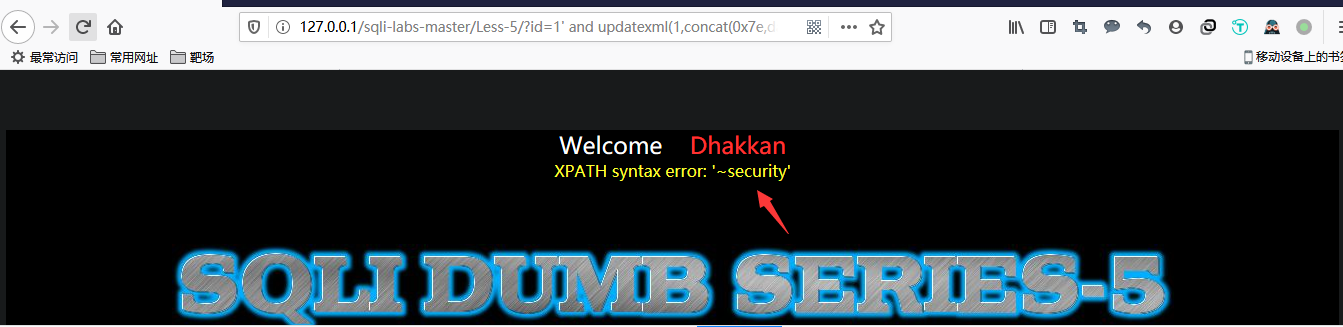 127.0.0.1/sqli-labs-master/Less-5/?id=1' and updatexml(1,concat(0x7e,d
最常访问 常用网址 靶场 移动设备上的书签
Welcome Dhakkan
XPATH syntax error: '~security'
SQLI DUMB SERIES-5